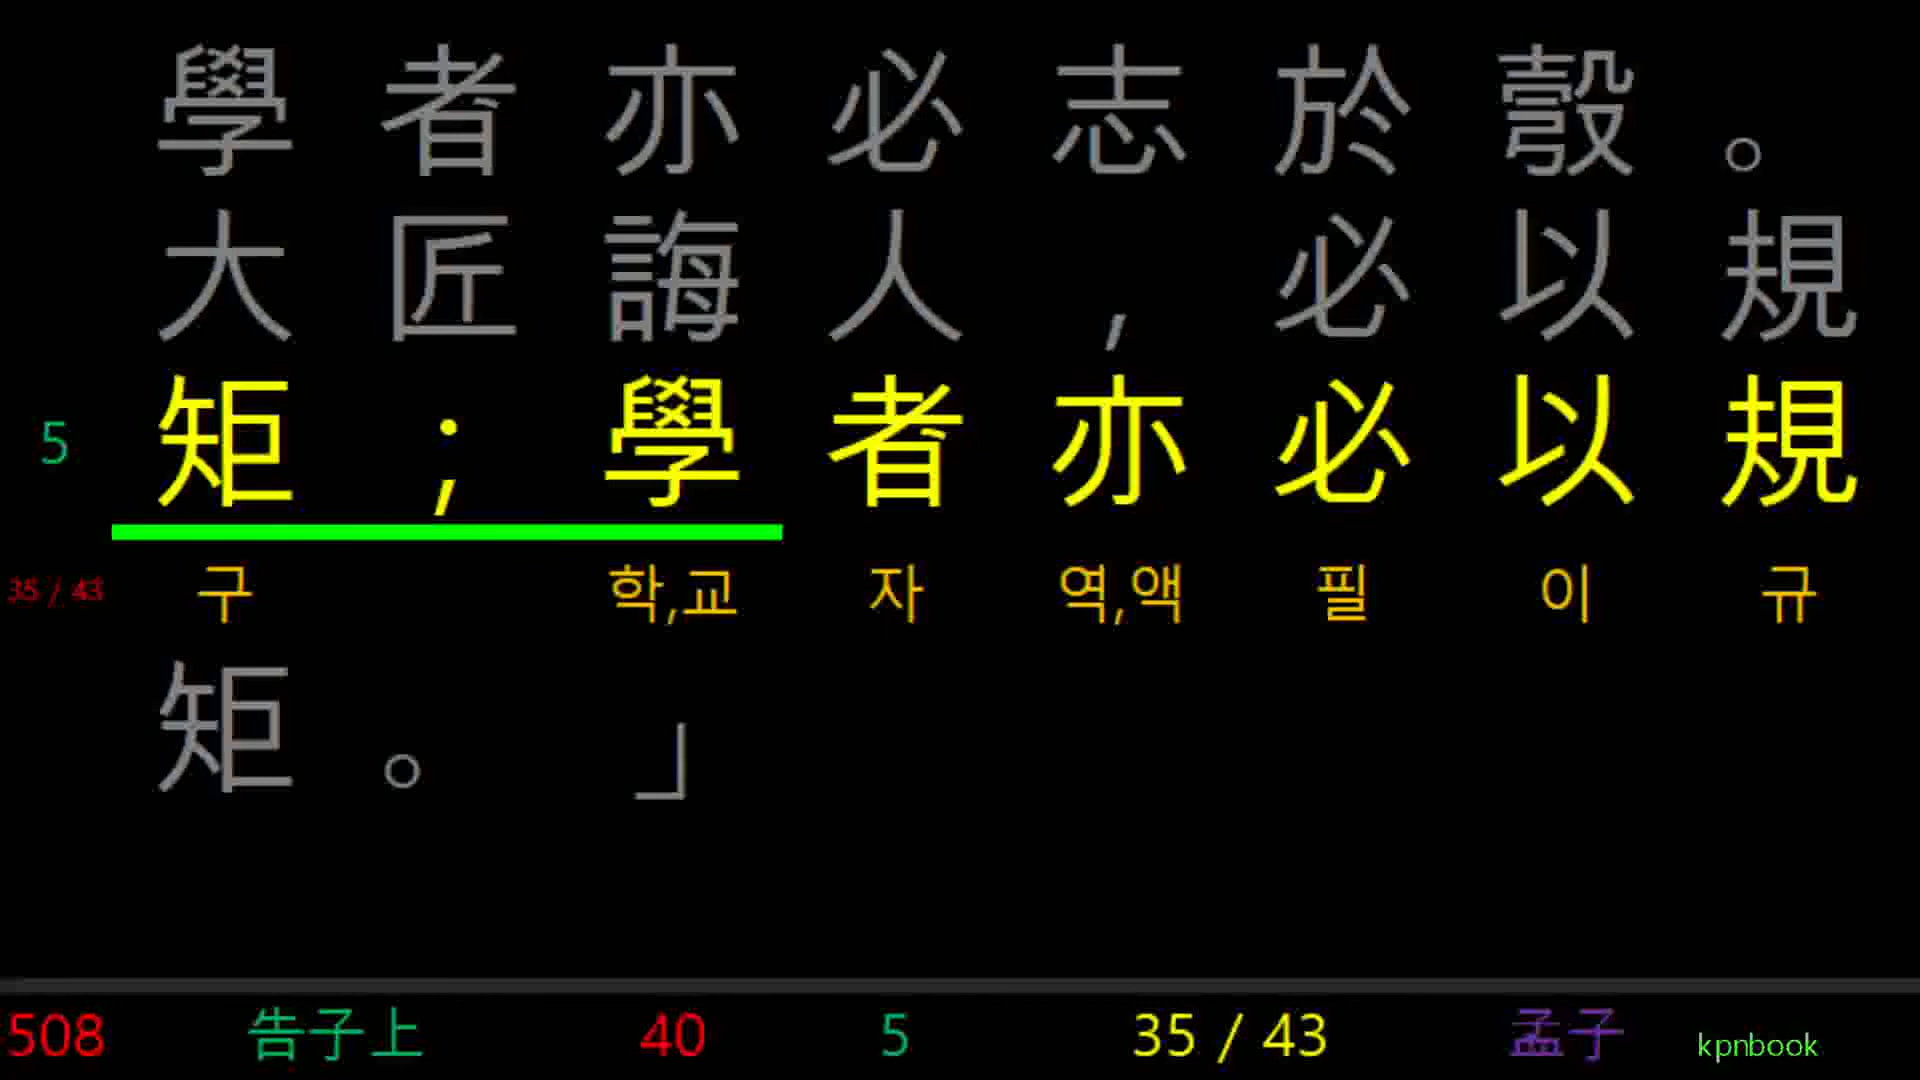 學者亦必志於彀。
大匠誨人,必以規
5 矩;學者亦必以規
35 / 43 구 학,교 자 역,액 필 이 규
矩。」
508 告子上 40 5 35 / 43 孟子 kpnbook